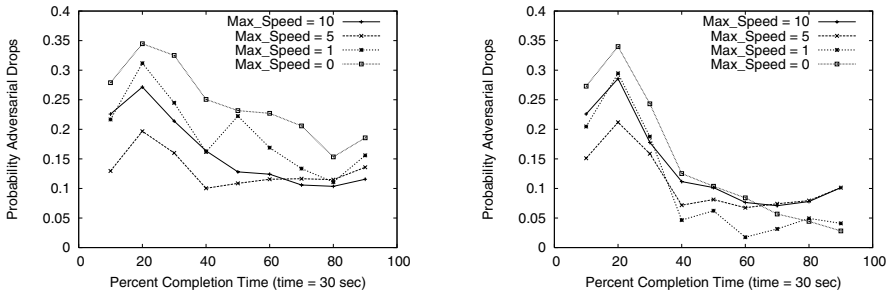 Probability Adversarial Drops
0.4
0.35
0.3
0.25
0.2
0.15
0.1
0.05
0
Max_Speed = 10
Max_Speed = 5
Max_Speed = 1
Max_Speed = 0
0 20 40 60 80 100
Percent Completion Time (time = 30 sec)
Probability Adversarial Drops
0.4
0.35
0.3
0.25
0.2
0.15
0.1
0.05
0
Max_Speed = 10
Max_Speed = 5
Max_Speed = 1
Max_Speed = 0
0 20 40 60 80 100
Percent Completion Time (time = 30 sec)